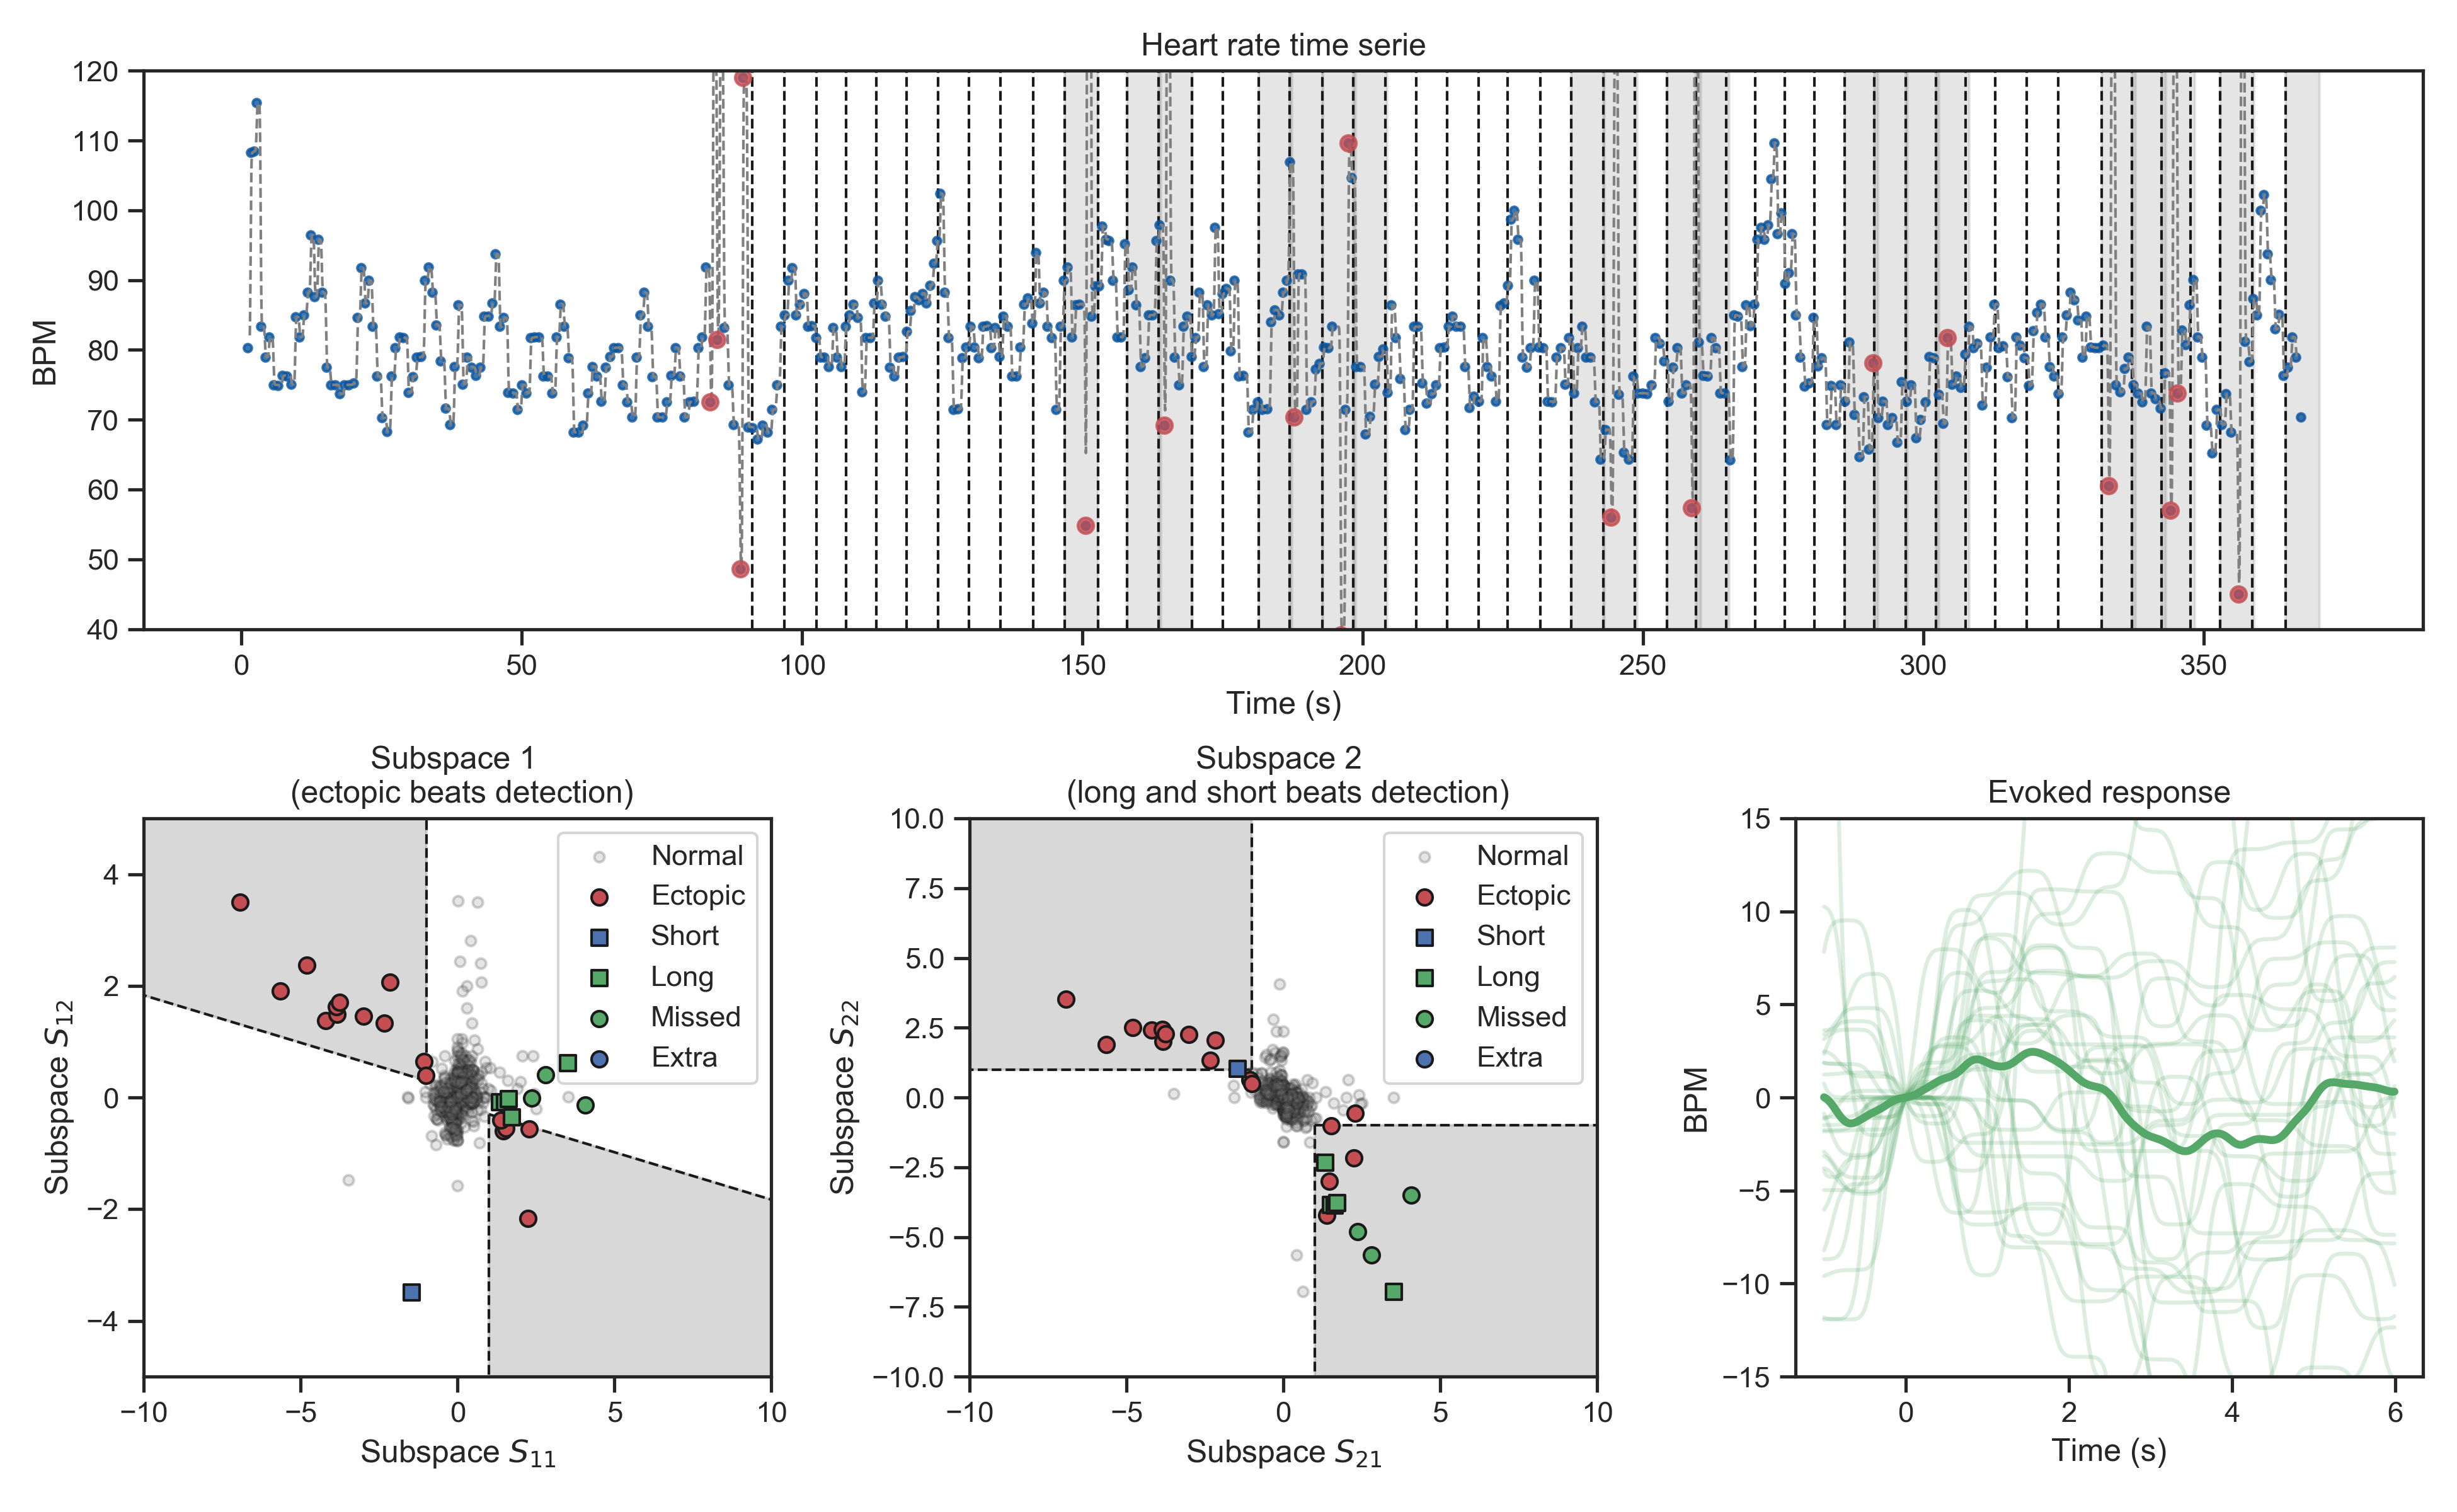 Heart rate time serie
120
110
100
90
80
70
60
50
40
BPM
0 50 100 150 200 250 300 350
Time (s)
Subspace 1
(ectopic beats detection)
4
2
0
−2
−4
Subspace S12
−10 −5 0 5 10
Subspace S11
Normal
Ectopic
Short
Long
Missed
Extra
Subspace 2
(long and short beats detection)
10.0
7.5
5.0
2.5
0.0
−2.5
−5.0
−7.5
−10.0
Subspace S22
−10 −5 0 5 10
Subspace S21
Normal
Ectopic
Short
Long
Missed
Extra
Evoked response
15
10
5
0
−5
−10
−15
BPM
0 2 4 6
Time (s)